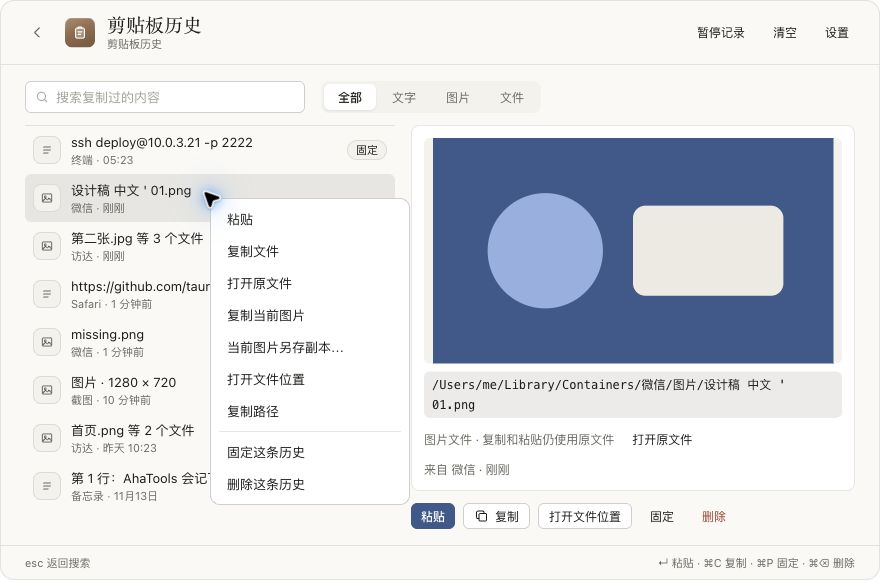 剪贴板历史
剪贴板历史
暂停记录 清空 设置
搜索复制过的内容
全部 文字 图片 文件
ssh deploy@10.0.3.21 -p 2222
终端 · 05:23
固定
设计稿 中文 ' 01.png
微信 · 刚刚
第二张.jpg 等 3 个文件
访达 · 刚刚
https://github.com/taur
Safari · 1 分钟前
missing.png
微信 · 1 分钟前
图片 · 1280 × 720
截图 · 10 分钟前
首页.png 等 2 个文件
访达 · 昨天 10:23
第 1 行：AhaTools 会记
备忘录 · 11月13日
粘贴
复制文件
打开原文件
复制当前图片
当前图片另存副本…
打开文件位置
复制路径
固定这条历史
删除这条历史
/Users/me/Library/Containers/微信/图片/设计稿 中文 '
01.png
图片文件 · 复制和粘贴仍使用原文件 打开原文件
来自 微信 · 刚刚
粘贴 复制 打开文件位置 固定 删除
esc 返回搜索
↵ 粘贴 · ⌘C 复制 · ⌘P 固定 · ⌘⌫ 删除